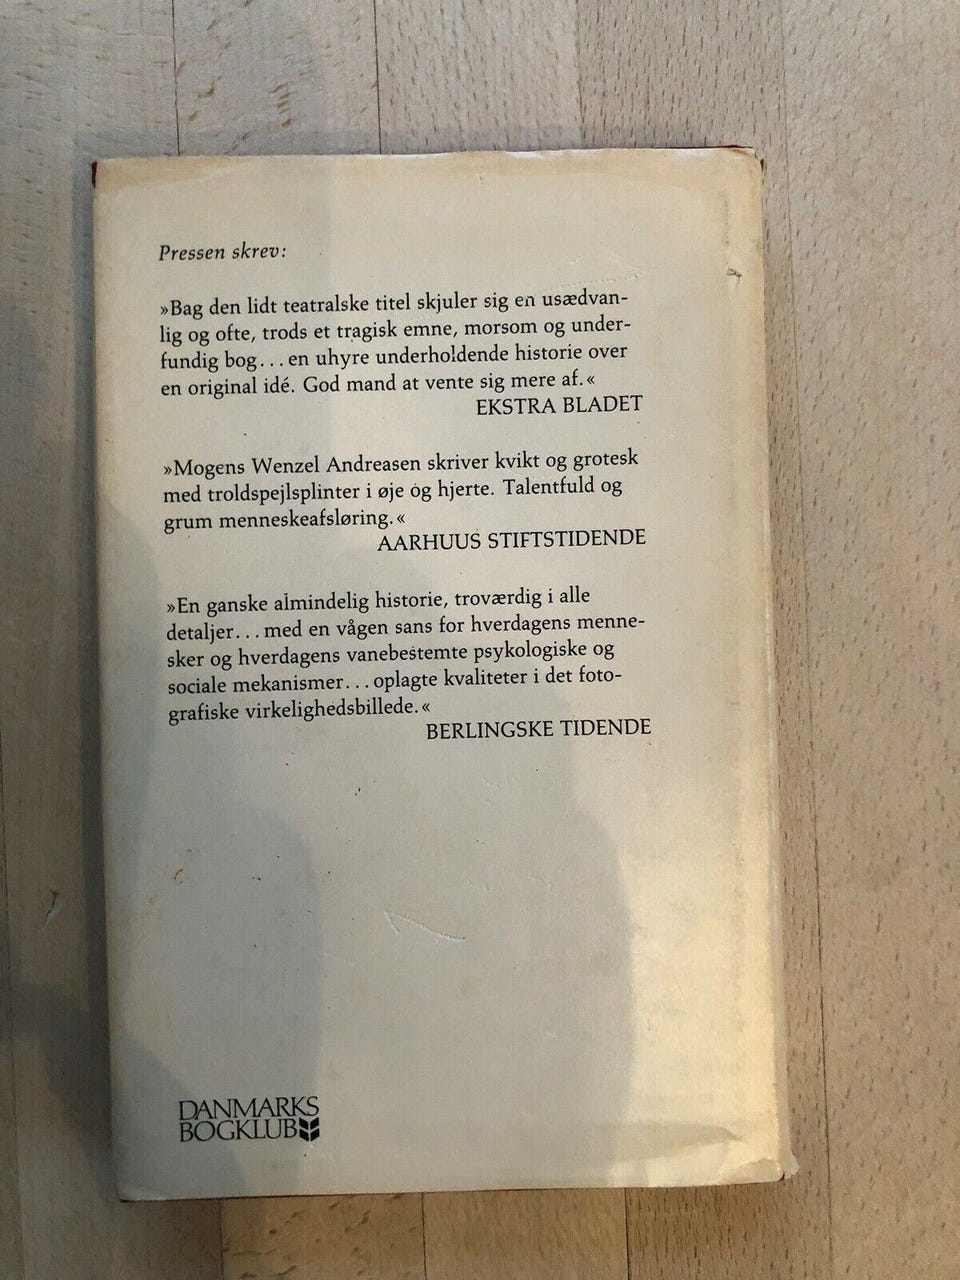 Pressen skrev:
»Bag den lidt teatralske titel skjuler sig en usædvan-
lig og ofte, trods et tragisk emne, morsom og under-
fundig bog... en uhyre underholdende historie over
en original idé. God mand at vente sig mere af.«
EKSTRA BLADET
»Mogens Wenzel Andreasen skriver kvikt og grotesk
med troldspejlsplinter i øje og hjerte. Talentfuld og
grum menneskeafsløring.«
AARHUUS STIFTSTIDENDE
»En ganske almindelig historie, troværdig i alle
detaljer... med en vågen sans for hverdagens menne-
sker og hverdagens vanebestemte psykologiske og
sociale mekanismer... oplagte kvaliteter i det foto-
grafiske virkelighedsbillede.«
BERLINGSKE TIDENDE
DANMARKS
BOGKLUB